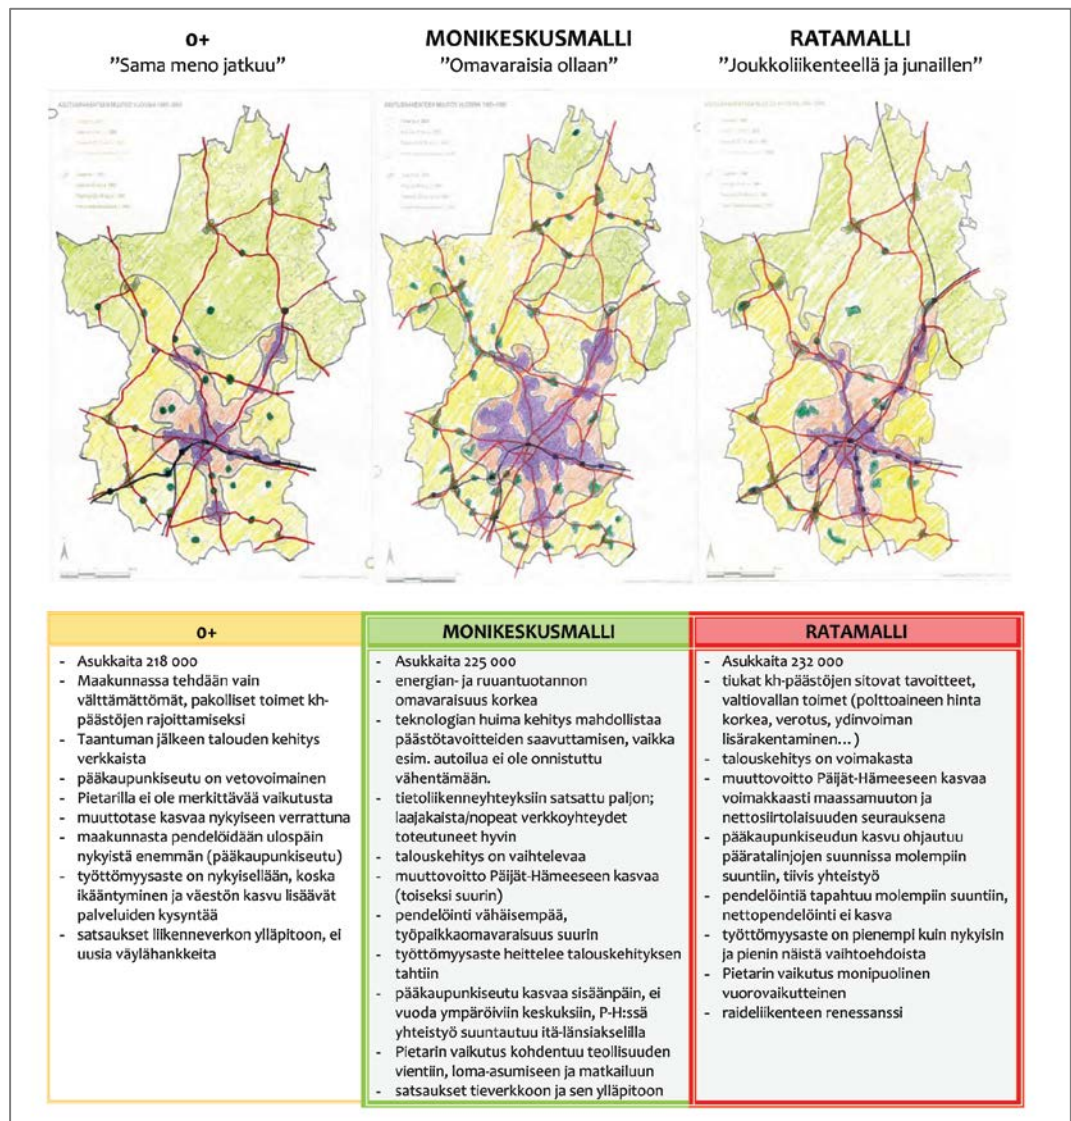 0+
"Sama meno jatkuu"
MONIKESKUSMALLI
"Omavaraisia ollaan"
RATAMALLI
"Joukkoliikenteellä ja junaillen"
0+
- Asukkaita 218 000
- Maakunnassa tehdään vain
välttämättömät, pakolliset toimet kh-
päästöjen rajoittamiseksi
- Taantuman jälkeen talouden kehitys
verkkaista
- pääkaupunkiseutu on vetovoimainen
- Pietarilla ei ole merkittävää vaikutusta
- muuttotase kasvaa nykyiseen verrattuna
- maakunnasta pendelöidään ulospäin
nykyistä enemmän (pääkaupunkiseutu)
- työttömyysaste on nykyisellään, koska
ikääntyminen ja väestön kasvu lisäävät
palveluiden kysyntää
- satsaukset liikenneverkon ylläpitoon, ei
uusia väylähankkeita
MONIKESKUSMALLI
- Asukkaita 225 000
- energian- ja ruuantuotannon
omavaraisuus korkea
- teknologian huima kehitys mahdollistaa
päästötavoitteiden saavuttamisen, vaikka
esim. autoilua ei ole onnistuttu
vähentämään.
- tietoliikenneyhteyksiin satsattu paljon;
laajakaista/nopeat verkkoyhteydet
toteutuneet hyvin
- talouskehitys on vaihtelevaa
- muuttovoitto Päijät-Hämeeseen kasvaa
(toiseksi suurin)
- pendelöinti vähäisempää,
työpaikkaomavaraisuus suurin
- työttömyysaste heittelee talouskehityksen
tahtiin
- pääkaupunkiseutu kasvaa sisäänpäin, ei
vuoda ympäröiviin keskuksiin, P-H:ssä
yhteistyö suuntautuu itä-länsiakselilla
- Pietarin vaikutus kohdentuu teollisuuden
vientiin, loma-asumiseen ja matkailuun
- satsaukset tieverkkoon ja sen ylläpitoon
RATAMALLI
- Asukkaita 232 000
- tiukat kh-päästöjen sitovat tavoitteet,
valtiovallan toimet (polttoaineen hinta
korkea, verotus, ydinvoiman
lisärakentaminen...)
- talouskehitys on voimakasta
- muuttovoitto Päijät-Hämeeseen kasvaa
voimakkaasti maassamuuton ja
nettosiirtolaisuuden seurauksena
- pääkaupunkiseudun kasvu ohjautuu
pääratalinjojen suunnissa molempiin
suuntiin, tiivis yhteistyö
- pendelöintiä tapahtuu molempiin suuntiin,
nettopendelöinti ei kasva
- työttömyysaste on pienempi kuin nykyisin
ja pienin näistä vaihtoehdoista
- Pietarin vaikutus monipuolinen
vuorovaikutteinen
- raideliikenteen renessanssi